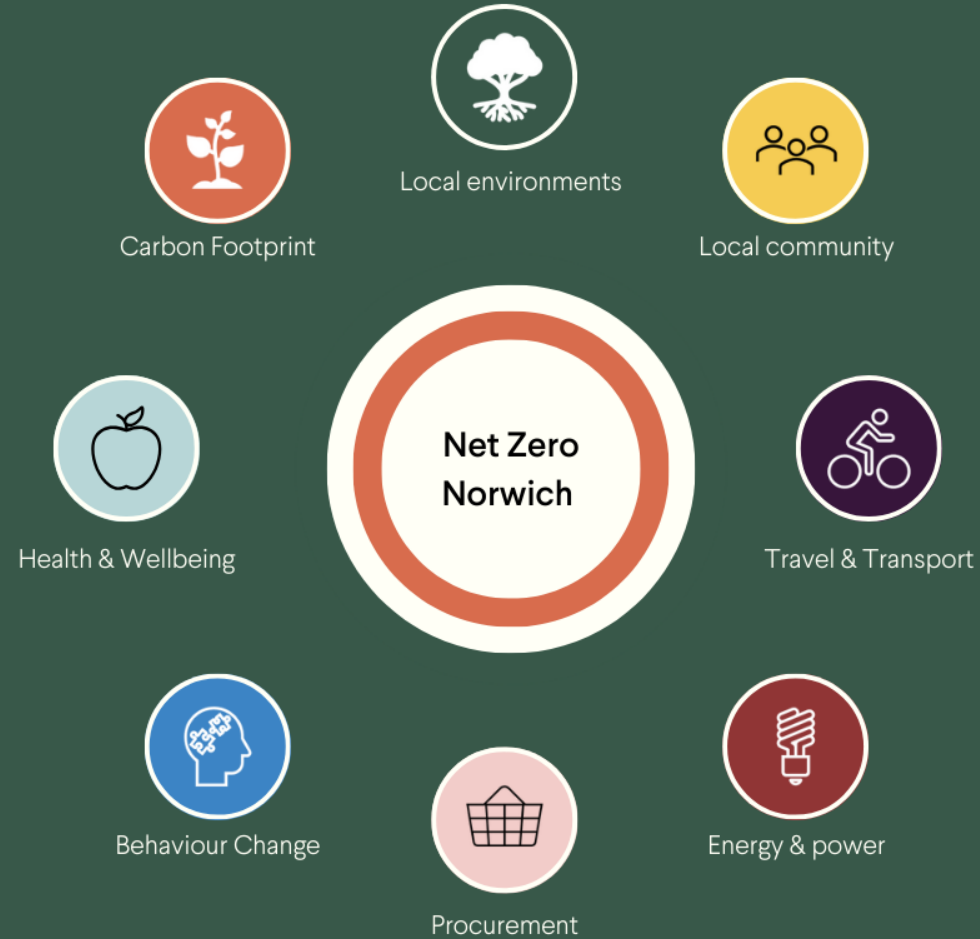 Local environments
Carbon Footprint
Local community
Net Zero
Norwich
Health & Wellbeing
Travel & Transport
Behaviour Change
Energy & power
Procurement